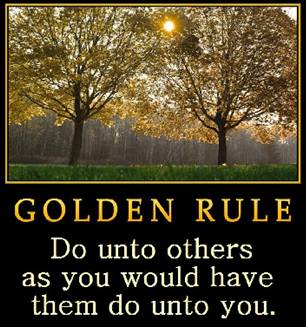 GOLDEN RULE
Do unto others
as you would have
them do unto you.